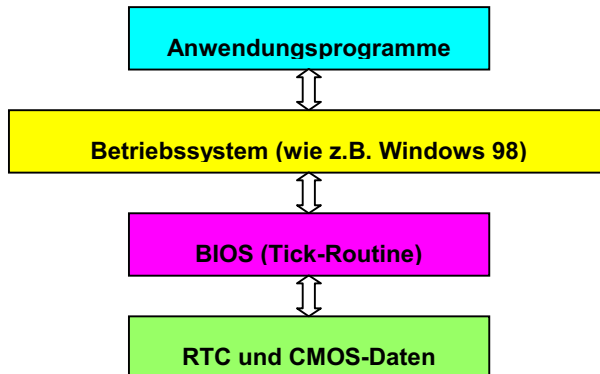 Anwendungsprogramme
Betriebssystem (wie z.B. Windows 98)
BIOS (Tick-Routine)
RTC und CMOS-Daten